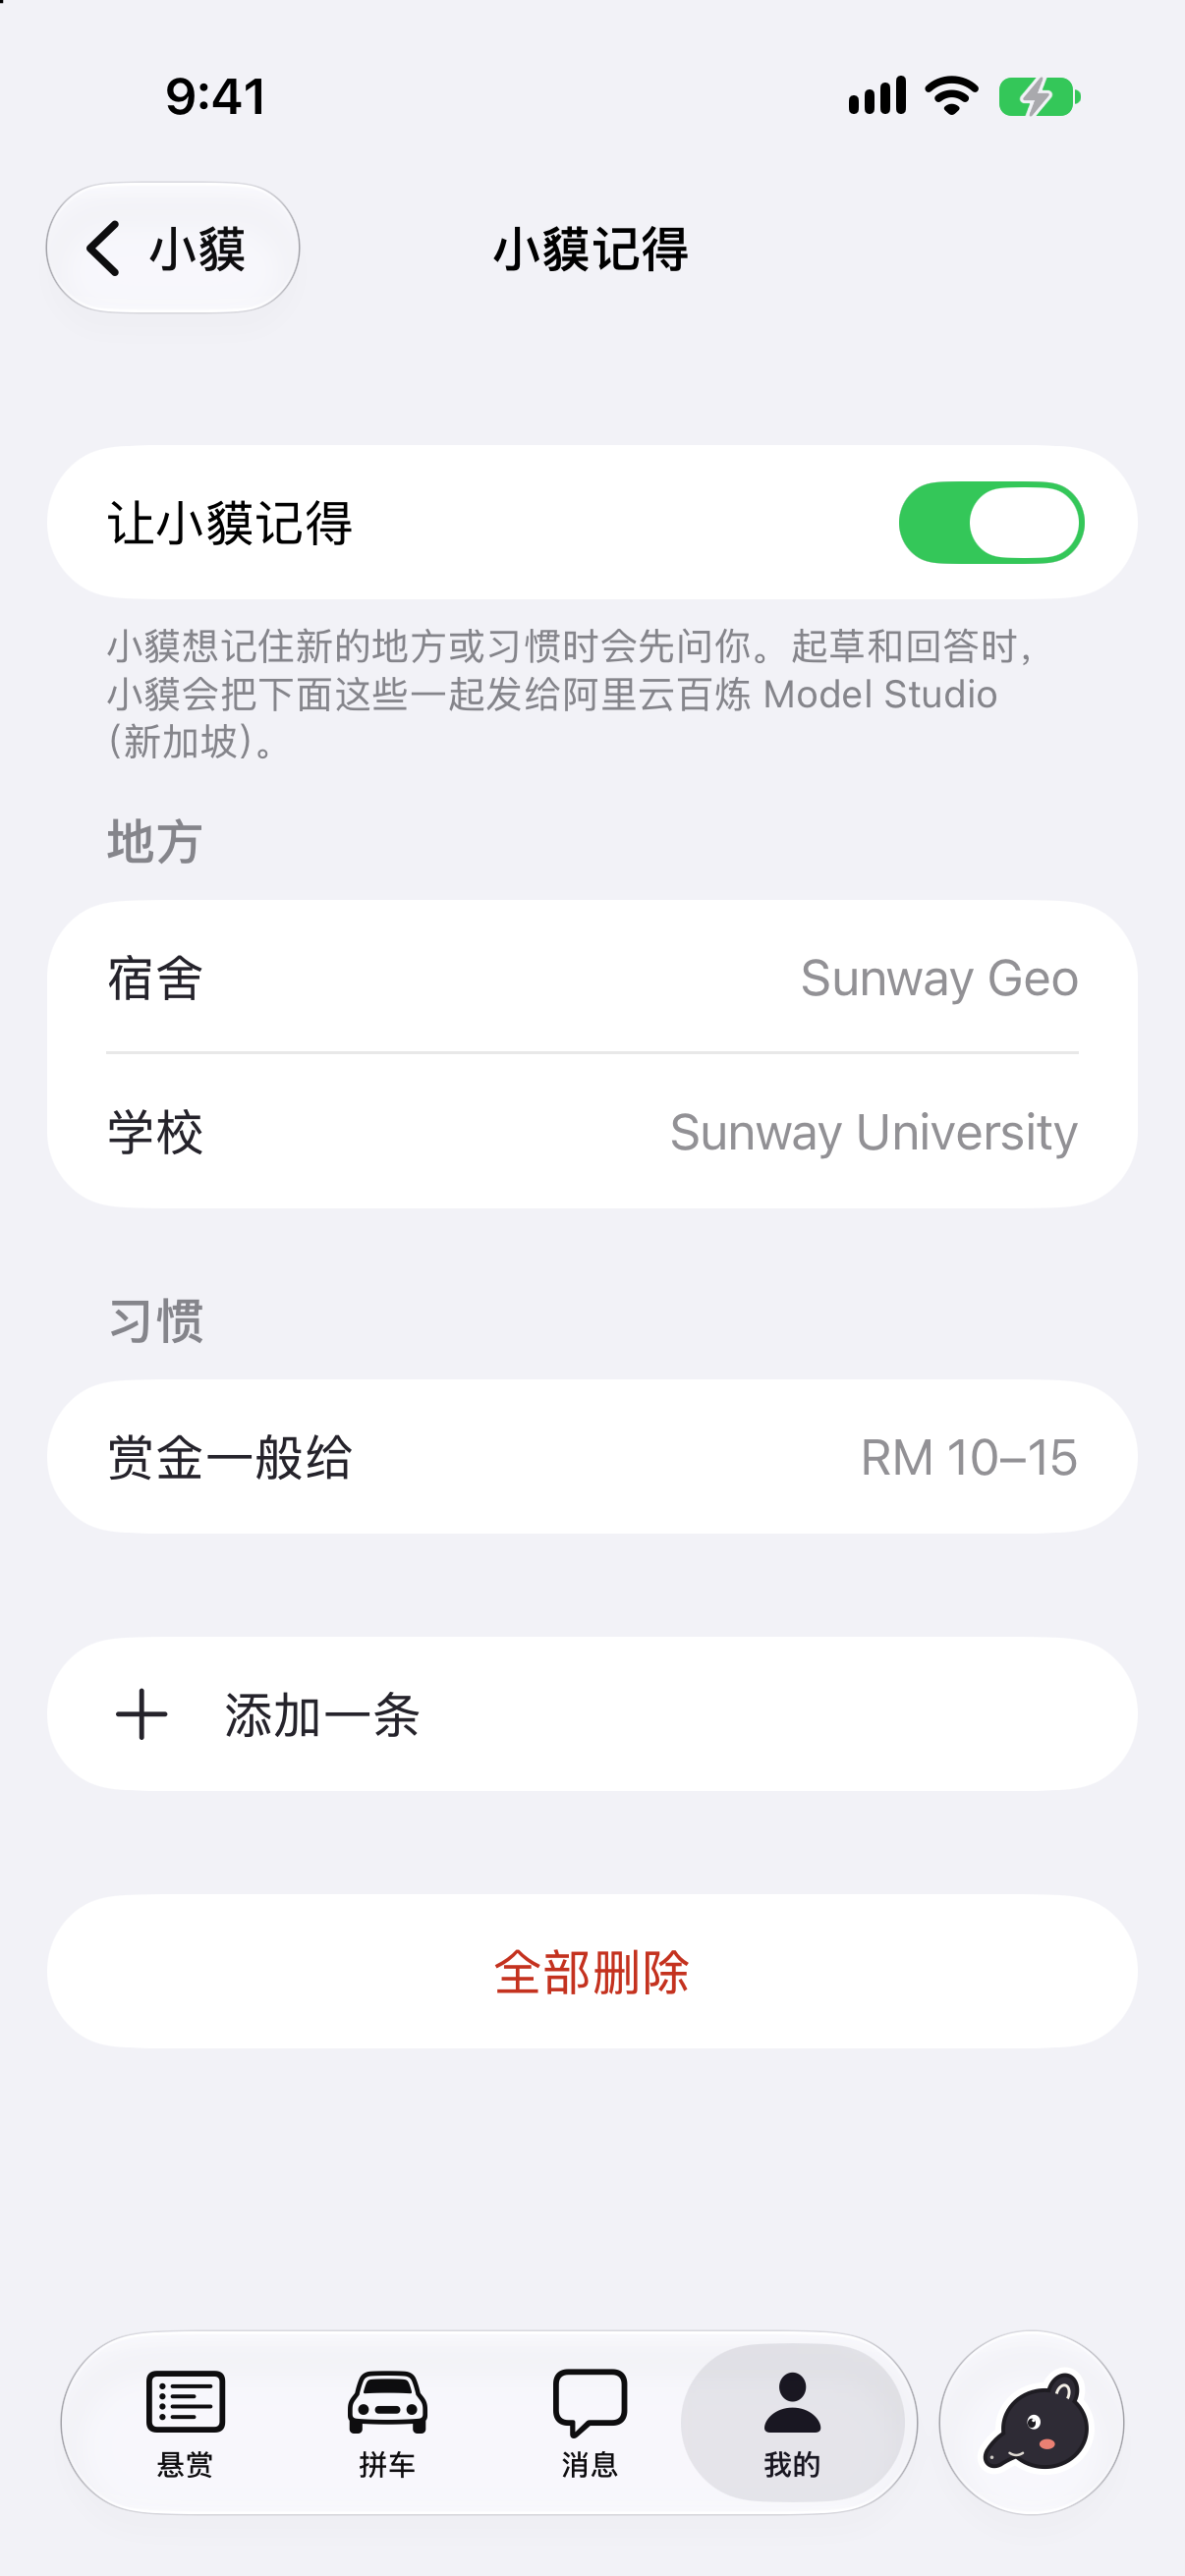 9:41
小貘
小貘记得
让小貘记得
小貘想记住新的地方或习惯时会先问你。起草和回答时，
小貘会把下面这些一起发给阿里云百炼 Model Studio
（新加坡）。
地方
宿舍 Sunway Geo
学校 Sunway University
习惯
赏金一般给 RM 10–15
添加一条
全部删除
悬赏 拼车 消息 我的